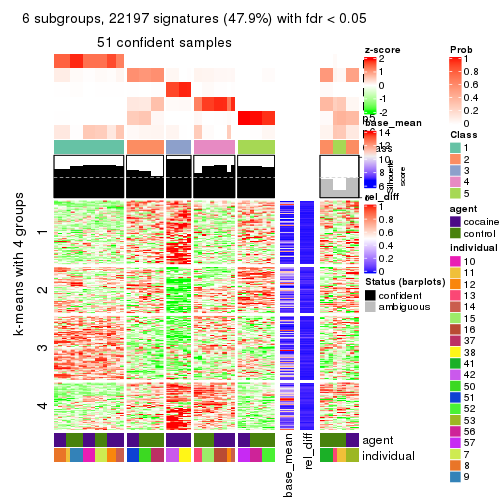 6 subgroups, 22197 signatures (47.9%) with fdr < 0.05
51 confident samples
k-means with 4 groups
1
2
3
4
base_mean
rel_diff
agent
individual
z-score
2
1
0
-1
-2
base_mean
14
12
10
8
6
Silhouette
score
rel_diff
1
0.8
0.6
0.4
0.2
0
Status (barplots)
confident
ambiguous
Prob
1
0.8
0.6
0.4
0.2
0
Class
1
2
3
4
5
agent
cocaine
control
individual
10
11
12
13
14
15
16
37
38
41
42
50
51
52
53
56
57
7
8
9